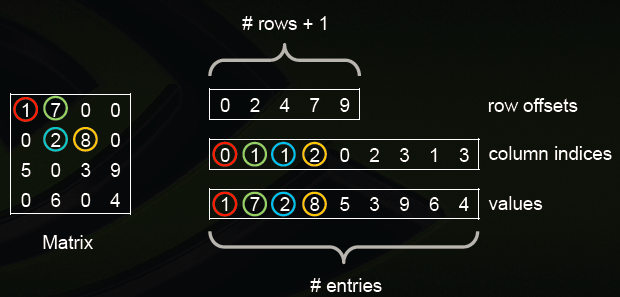 # rows + 1
0 2 4 7 9
row offsets
1 7 0 0
0 2 8 0
5 0 3 9
0 6 0 4
Matrix
0 1 1 2 0 2 3 1 3
column indices
1 7 2 8 5 3 9 6 4
values
# entries